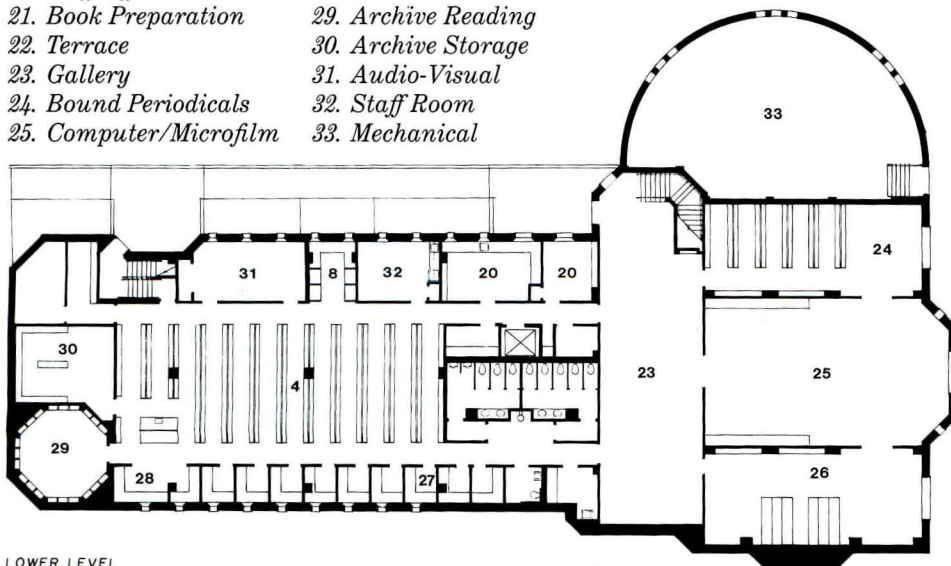 21. Book Preparation
22. Terrace
23. Gallery
24. Bound Periodicals
25. Computer/Microfilm
29. Archive Reading
30. Archive Storage
31. Audio-Visual
32. Staff Room
33. Mechanical
33
31
8
32
20
20
24
30
4
23
25
29
28
27
26
LOWER LEVEL